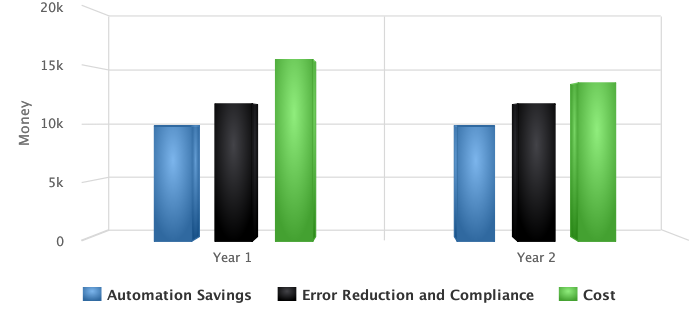 20k
15k
10k
5k
0
Money
Year 1
Year 2
Automation Savings
Error Reduction and Compliance
Cost